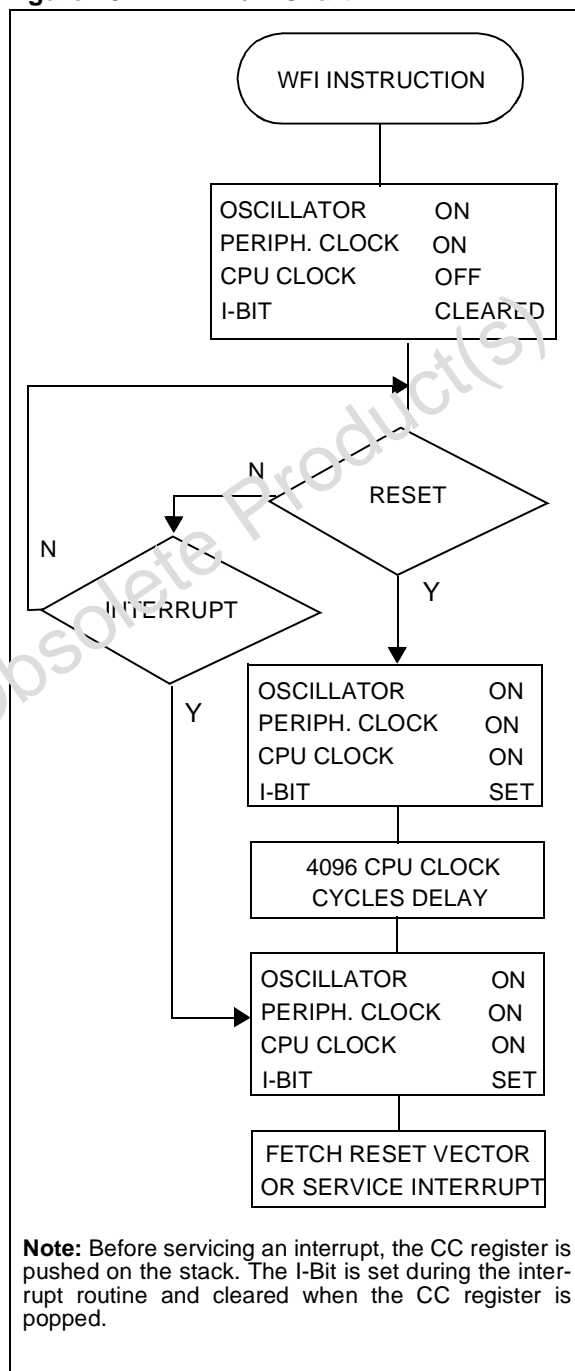 WFI INSTRUCTION
OSCILLATOR ON
PERIPH. CLOCK ON
CPU CLOCK OFF
I-BIT CLEARED
N
RESET
N
INTERRUPT
Y
Y
OSCILLATOR ON
PERIPH. CLOCK ON
CPU CLOCK ON
I-BIT SET
4096 CPU CLOCK
CYCLES DELAY
OSCILLATOR ON
PERIPH. CLOCK ON
CPU CLOCK ON
I-BIT SET
FETCH RESET VECTOR
OR SERVICE INTERRUPT
Note: Before servicing an interrupt, the CC register is
pushed on the stack. The I-Bit is set during the inter-
rupt routine and cleared when the CC register is
popped.
Obsolete Product(s)